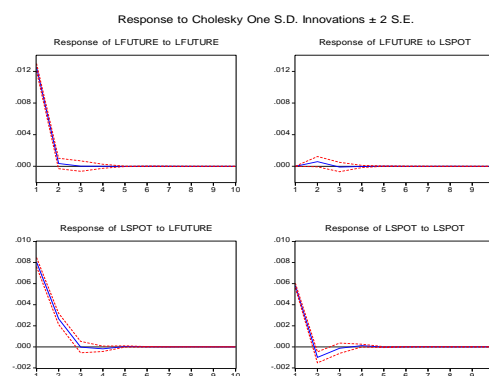 Response to Cholesky One S.D. Innovations ± 2 S.E.
Response of LFUTURE to LFUTURE
.012
.008
.004
.000
1 2 3 4 5 6 7 8 9 10
Response of LFUTURE to LSPOT
.012
.008
.004
.000
1 2 3 4 5 6 7 8 9
Response of LSPOT to LFUTURE
.010
.008
.006
.004
.002
.000
-.002
1 2 3 4 5 6 7 8 9 10
Response of LSPOT to LSPOT
.010
.008
.006
.004
.002
.000
-.002
1 2 3 4 5 6 7 8 9